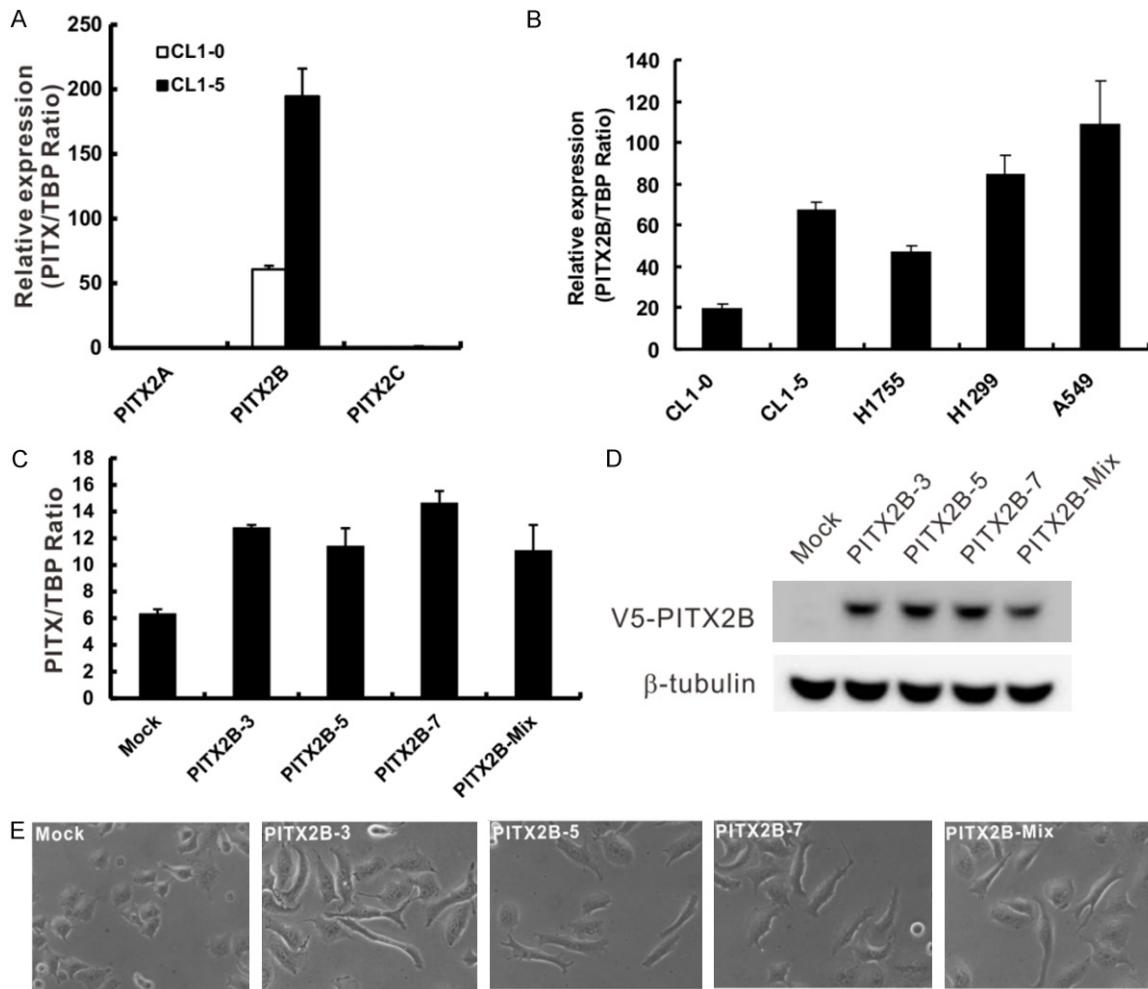 A
Relative expression
(PITX/TBP Ratio)
250
200
150
100
50
0
CL1-0
CL1-5
PITX2A
PITX2B
PITX2C
B
Relative expression
(PITX2B/TBP Ratio)
140
120
100
80
60
40
20
0
CL1-0
CL1-5
H1755
H1299
A549
C
PITX/TBP Ratio
18
16
14
12
10
8
6
4
2
0
Mock
PITX2B-3
PITX2B-5
PITX2B-7
PITX2B-Mix
D
Mock
PITX2B-3
PITX2B-5
PITX2B-7
PITX2B-Mix
V5-PITX2B
β-tubulin
E
Mock
PITX2B-3
PITX2B-5
PITX2B-7
PITX2B-Mix